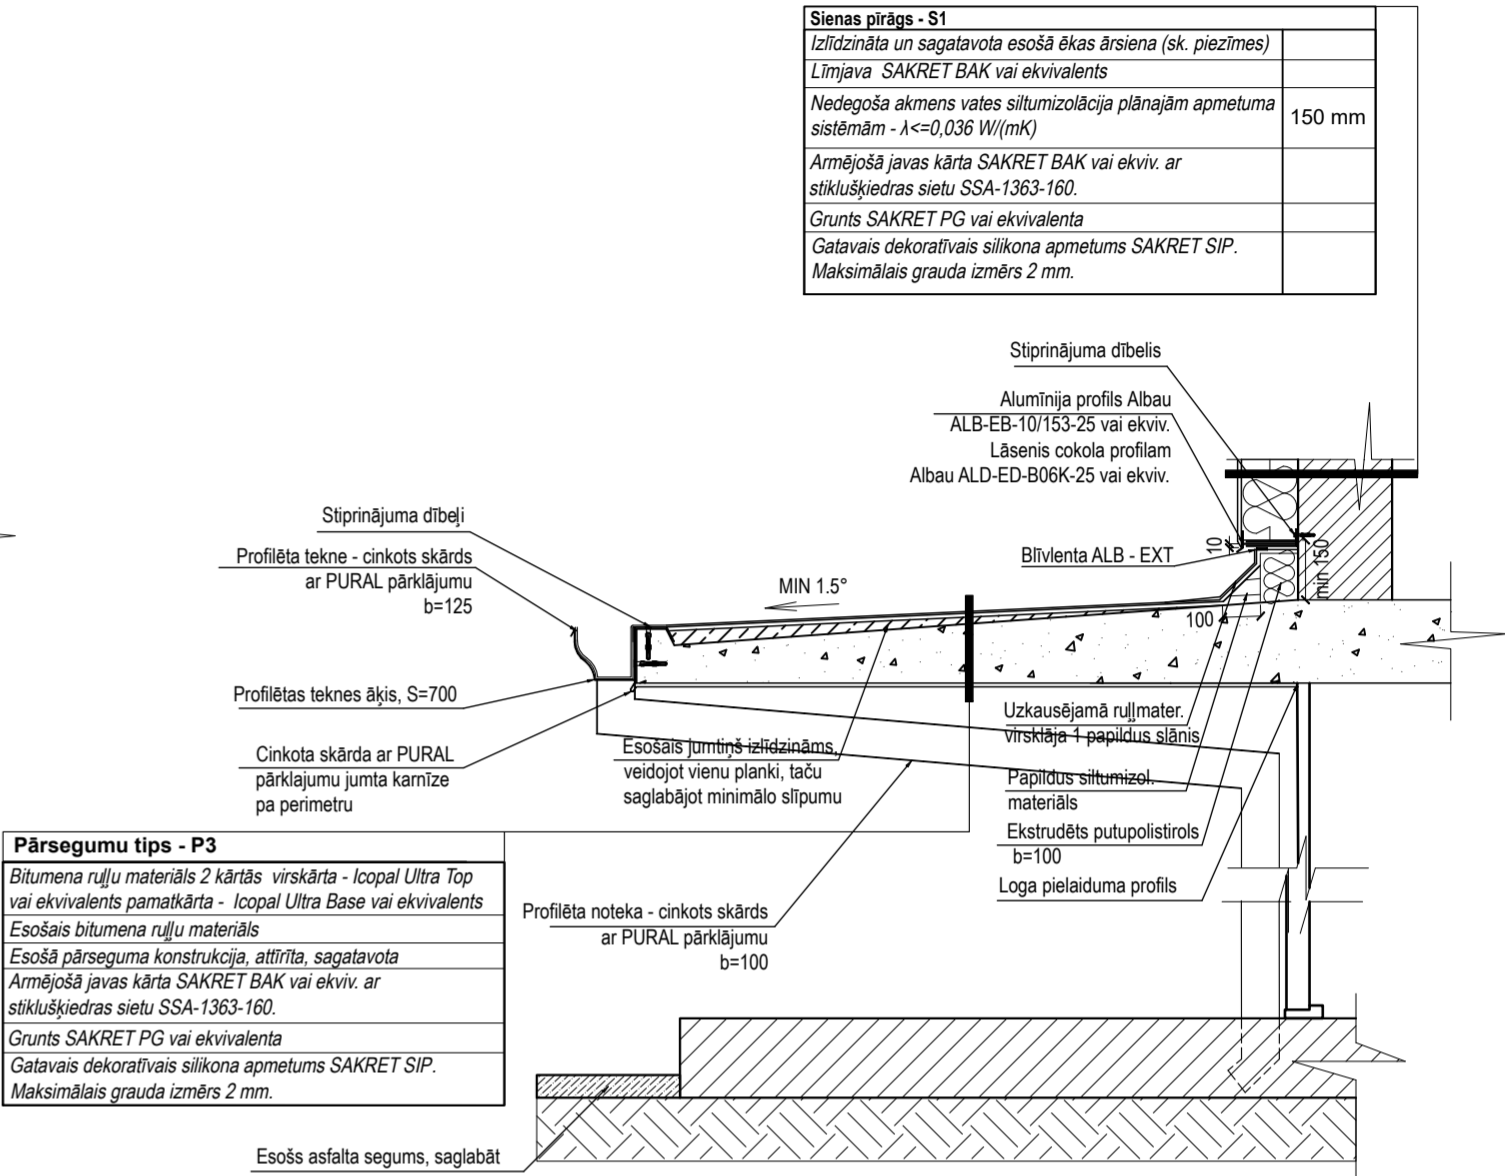 Sienas pīrāgs - S1
Izlīdzināta un sagatavota esošā ēkas ārsiena (sk. piezīmes)
Līmjava SAKRET BAK vai ekvivalents
Nedegoša akmens vates siltumizolācija plānajām apmetuma
sistēmām - λ<=0,036 W/(mK)
150 mm
Armējošā javas kārta SAKRET BAK vai ekviv. ar
stiklušķiedras sietu SSA-1363-160.
Grunts SAKRET PG vai ekvivalenta
Gatavais dekoratīvais silikona apmetums SAKRET SIP.
Maksimālais grauda izmērs 2 mm.
Stiprinājuma dībelis
Alumīnija profils Albau
ALB-EB-10/153-25 vai ekviv.
Lāsenis cokola profilam
Albau ALD-ED-B06K-25 vai ekviv.
Stiprinājuma dībeļi
Profilēta tekne - cinkots skārds
ar PURAL pārklājumu
b=125
Blīvlenta ALB - EXT
10
min 150
MIN 1.5°
100
Profilētas teknes āķis, S=700
Cinkota skārda ar PURAL
pārklajumu jumta karnīze
pa perimetru
Esošais jumtiņš izlīdzināms,
veidojot vienu planki, taču
saglabājot minimālo slīpumu
Uzkausējamā ruļļmater.
virsklāja 1 papildus slānis
Papildus siltumizol.
materiāls
Ekstrudēts putupolistirols
b=100
Loga pielaiduma profils
Pārsegumu tips - P3
Bitumena ruļļu materiāls 2 kārtās virskārta - Icopal Ultra Top
vai ekvivalents pamatkārta - Icopal Ultra Base vai ekvivalents
Esošais bitumena ruļļu materiāls
Esošā pārseguma konstrukcija, attīrīta, sagatavota
Armējošā javas kārta SAKRET BAK vai ekviv. ar
stiklušķiedras sietu SSA-1363-160.
Grunts SAKRET PG vai ekvivalenta
Gatavais dekoratīvais silikona apmetums SAKRET SIP.
Maksimālais grauda izmērs 2 mm.
Profilēta noteka - cinkots skārds
ar PURAL pārklājumu
b=100
Esošs asfalta segums, saglabāt